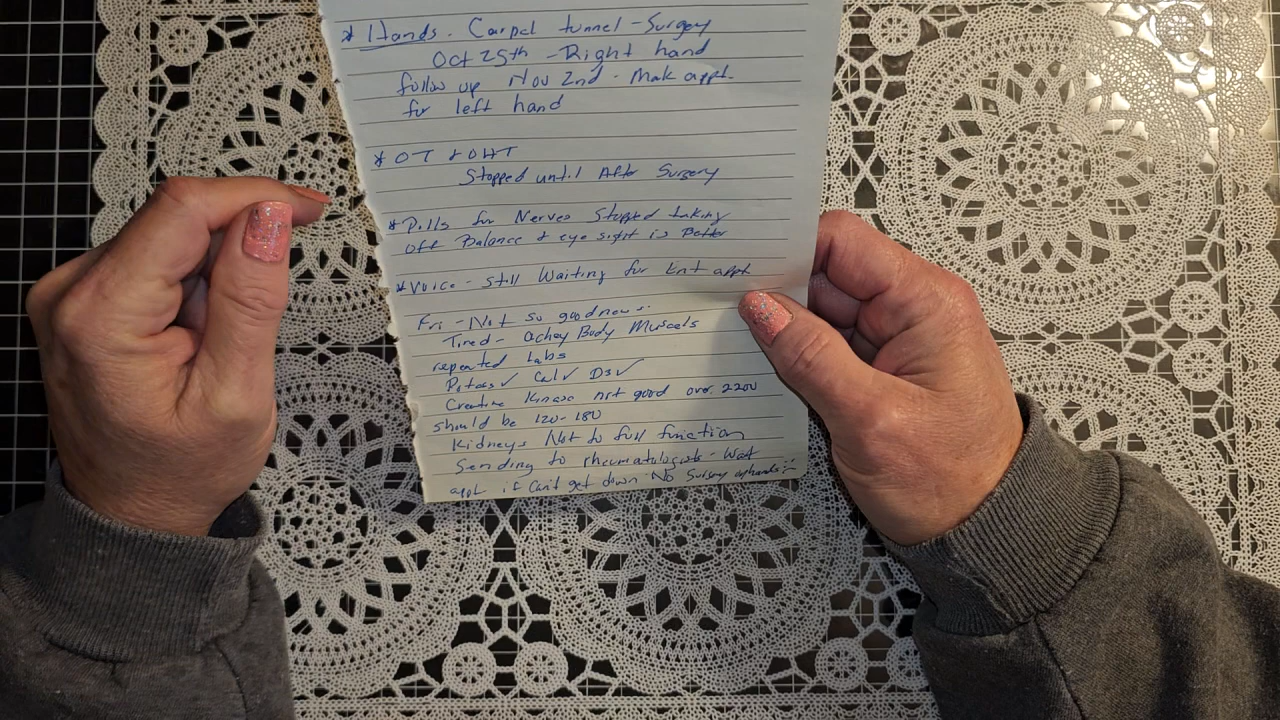 * Hands. Carpal tunnel - Surgery
Oct 25th - Right hand
follow up Nov 2nd - Mak appt.
for left hand
* OT & OHT
Stopped until After Surgery
* Pills for Nerves Stopped taking
Off Balance & eye sight is Better
* Voice - Still Waiting for Ent appt
Fri - Not so good news
Tired - Achey Body Muscels
repeated Labs
Potass ✓ Cal ✓ D3 ✓
Creatine Kinase not good over 2200
should be 120-180
Kidneys Not to full function
Sending to rheumatologists - Wed
appt if Can't get down No Surgery